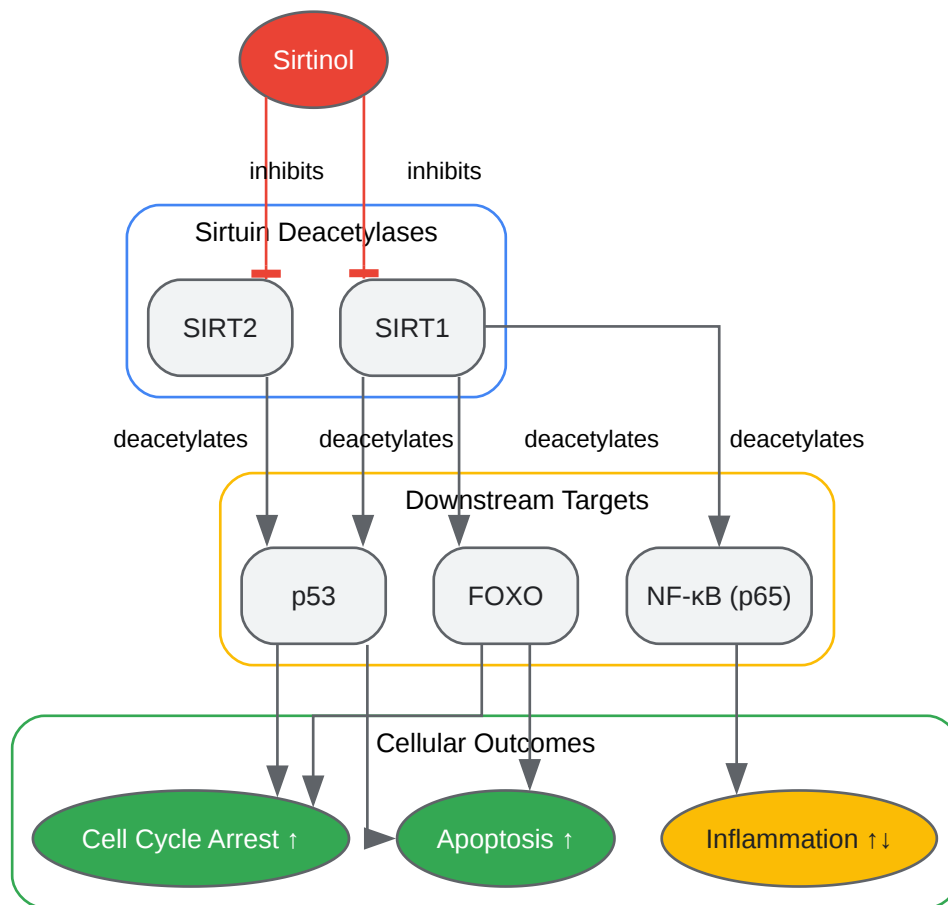 Sirtinol
inhibits
inhibits
Sirtuin Deacetylases
SIRT2
SIRT1
deacetylates
deacetylates
deacetylates
deacetylates
Downstream Targets
p53
FOXO
NF-κB (p65)
Cellular Outcomes
Cell Cycle Arrest ↑
Apoptosis ↑
Inflammation ↑↓